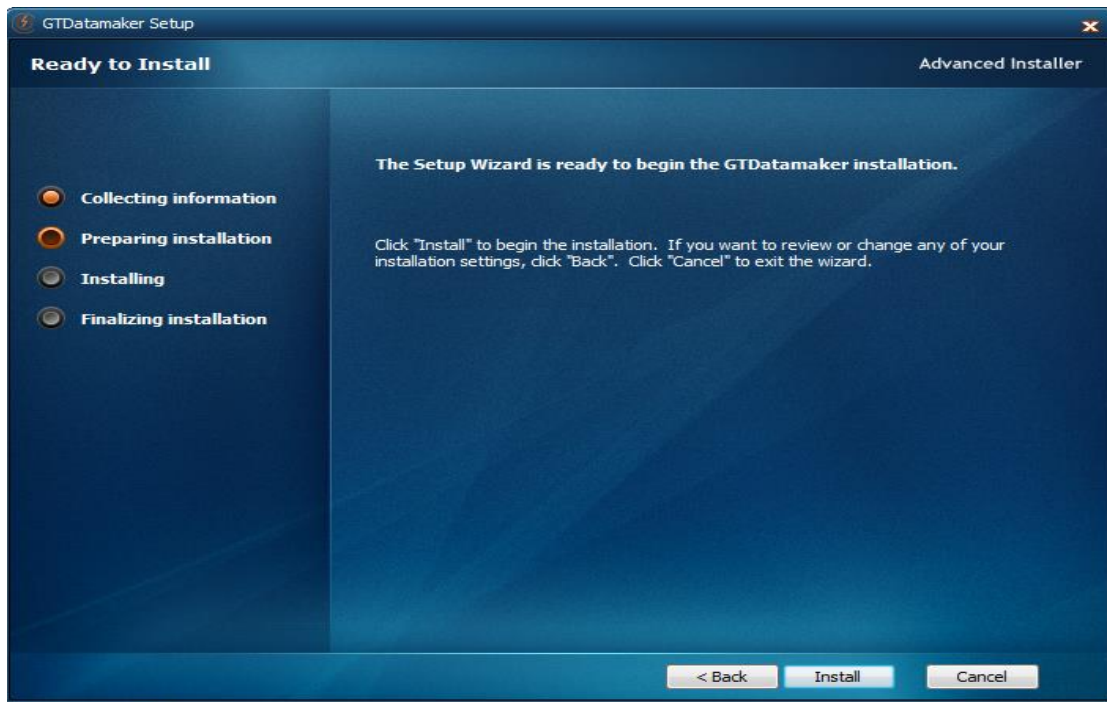 GTDatamaker Setup
Ready to Install
Advanced Installer
The Setup Wizard is ready to begin the GTDatamaker installation.
Collecting information
Preparing installation
Installing
Finalizing installation
Click "Install" to begin the installation. If you want to review or change any of your
installation settings, click "Back". Click "Cancel" to exit the wizard.
< Back
Install
Cancel